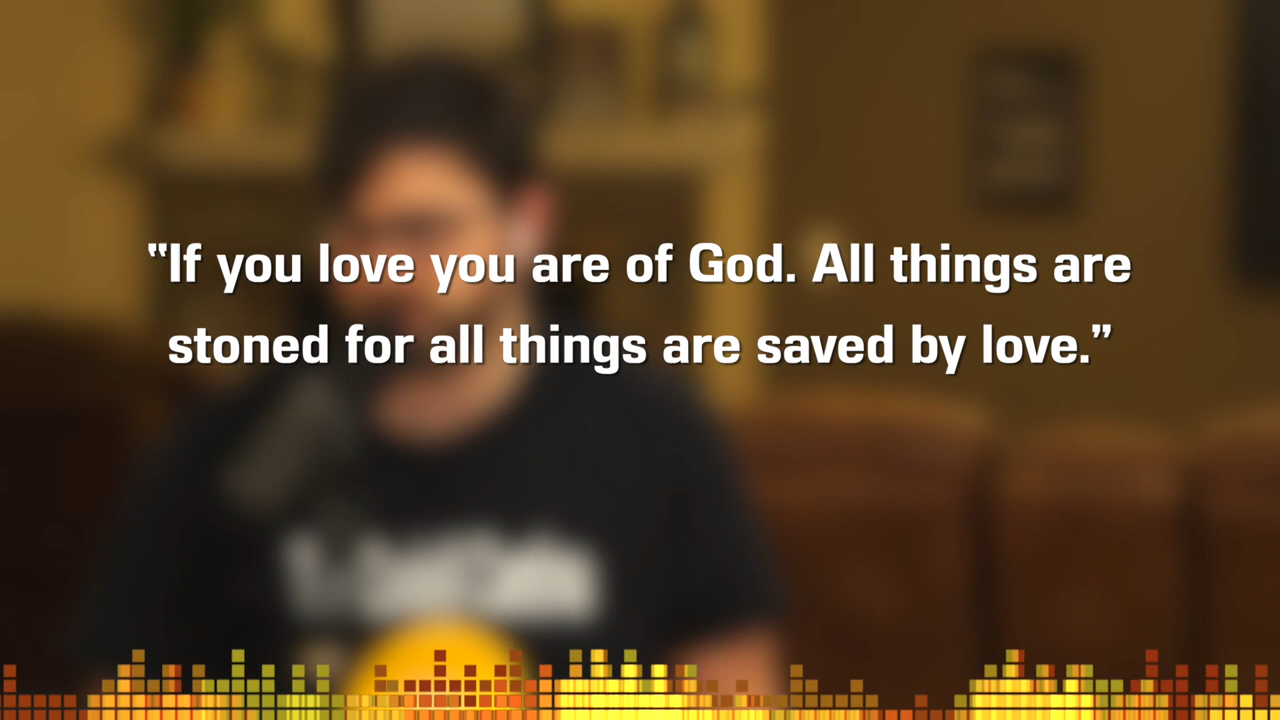 “If you love you are of God. All things are
stoned for all things are saved by love.”